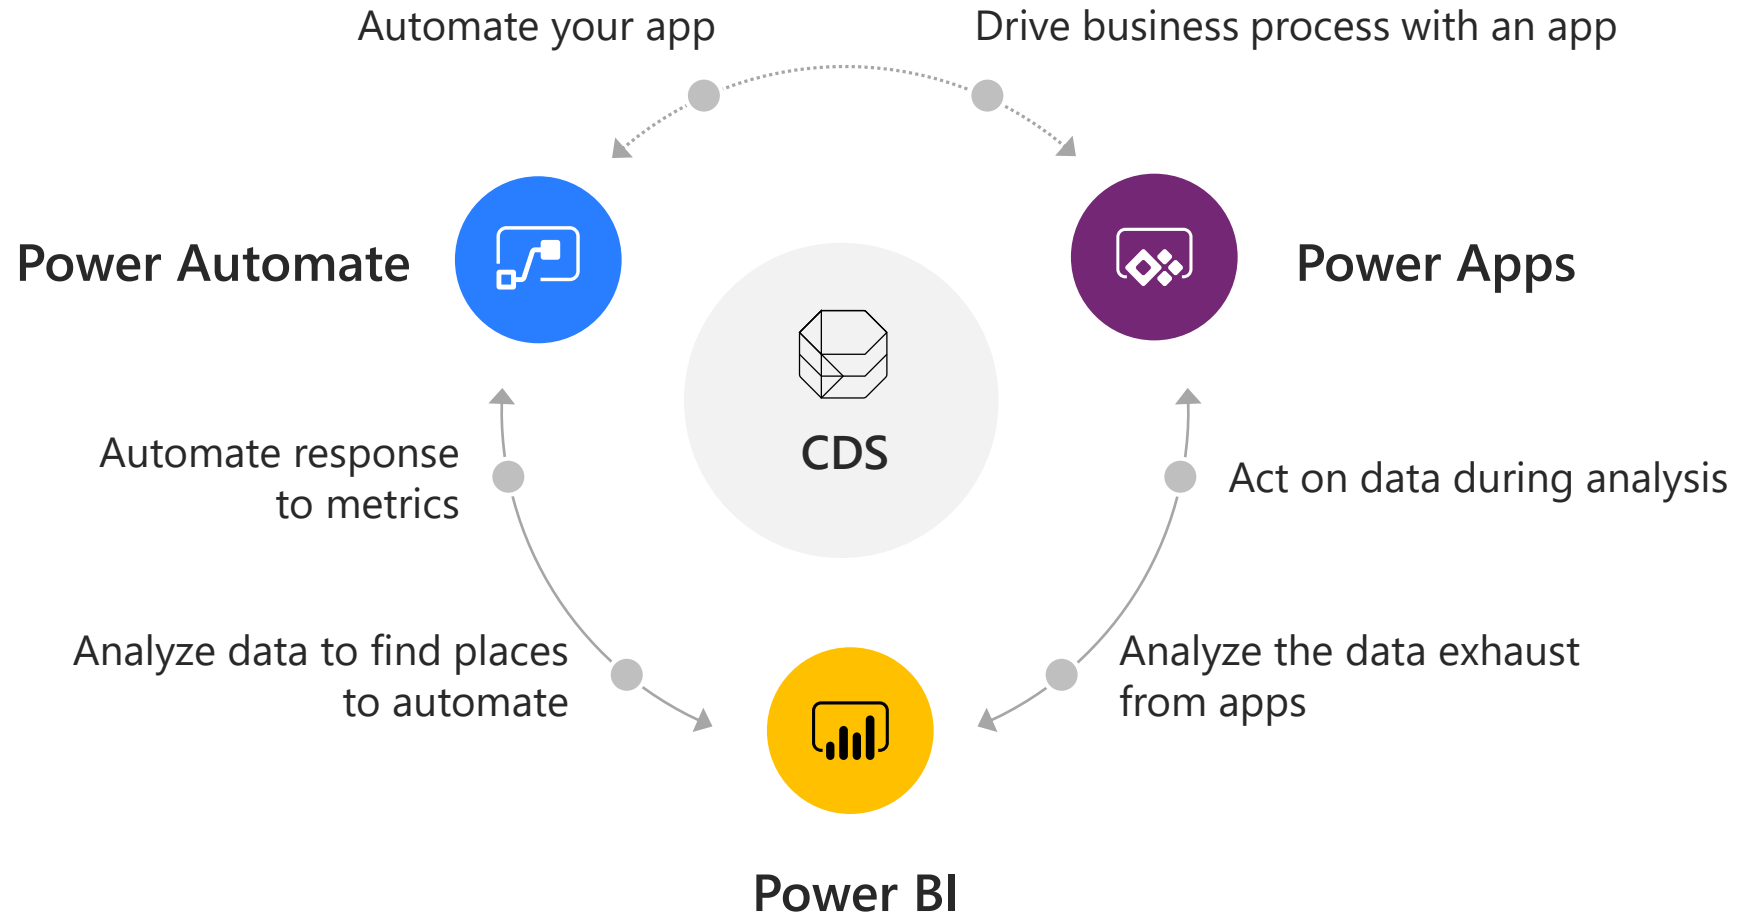 Automate your app
Drive business process with an app
Power Automate
Power Apps
CDS
Automate response
to metrics
Act on data during analysis
Analyze data to find places
to automate
Analyze the data exhaust
from apps
Power BI